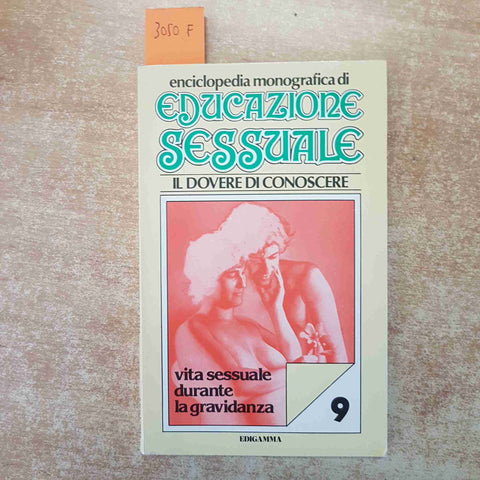 3050 F
enciclopedia monografica di
EDUCAZIONE
SESSUALE
IL DOVERE DI CONOSCERE
vita sessuale
durante
la gravidanza
9
EDIGAMMA